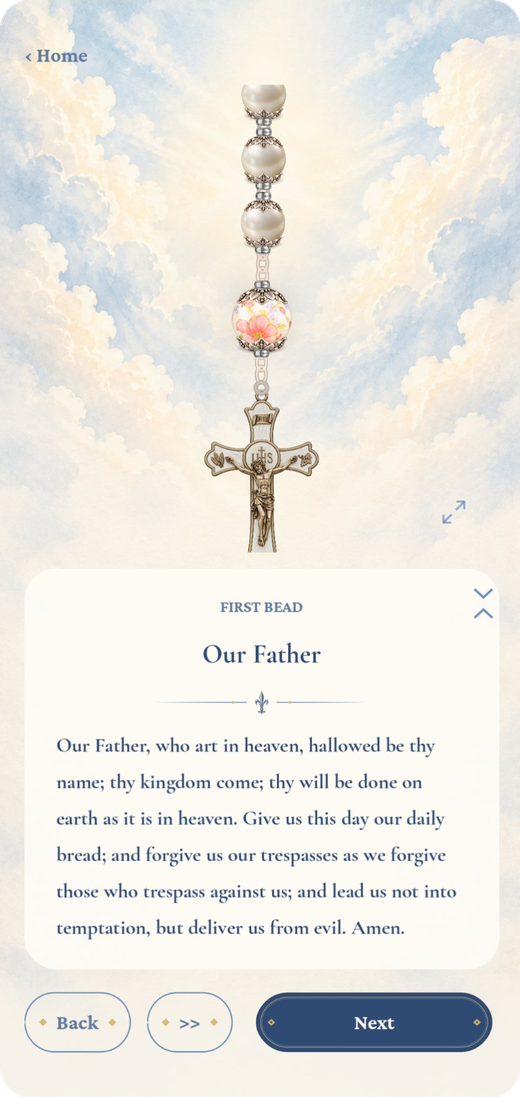 ‹ Home
IHS
FIRST BEAD
Our Father
Our Father, who art in heaven, hallowed be thy
name; thy kingdom come; thy will be done on
earth as it is in heaven. Give us this day our daily
bread; and forgive us our trespasses as we forgive
those who trespass against us; and lead us not into
temptation, but deliver us from evil. Amen.
Back
>>
Next